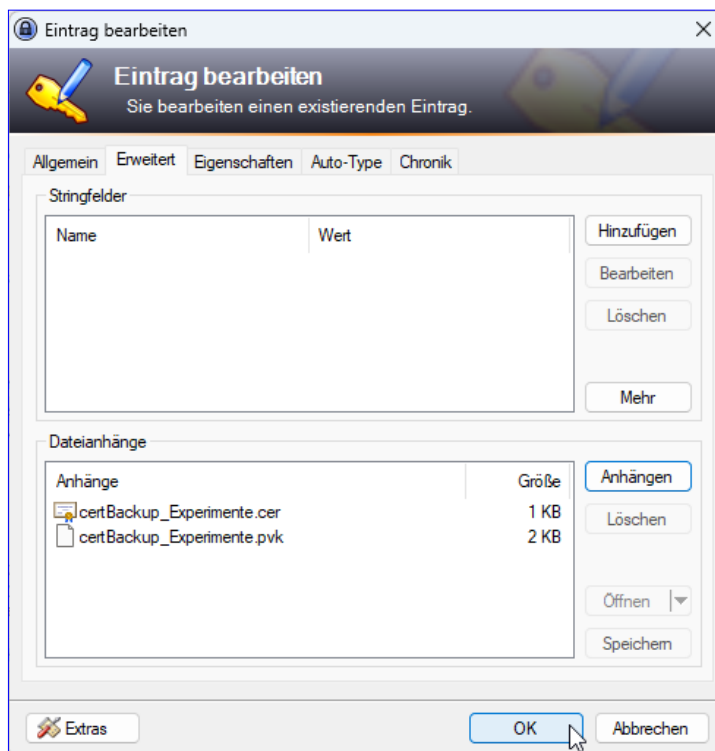 Eintrag bearbeiten
Eintrag bearbeiten
Sie bearbeiten einen existierenden Eintrag.
Allgemein Erweitert Eigenschaften Auto-Type Chronik
Stringfelder
Name Wert
Hinzufügen
Bearbeiten
Löschen
Mehr
Dateianhänge
Anhänge Größe
certBackup_Experimente.cer 1 KB
certBackup_Experimente.pvk 2 KB
Anhängen
Löschen
Öffnen
Speichern
Extras OK Abbrechen